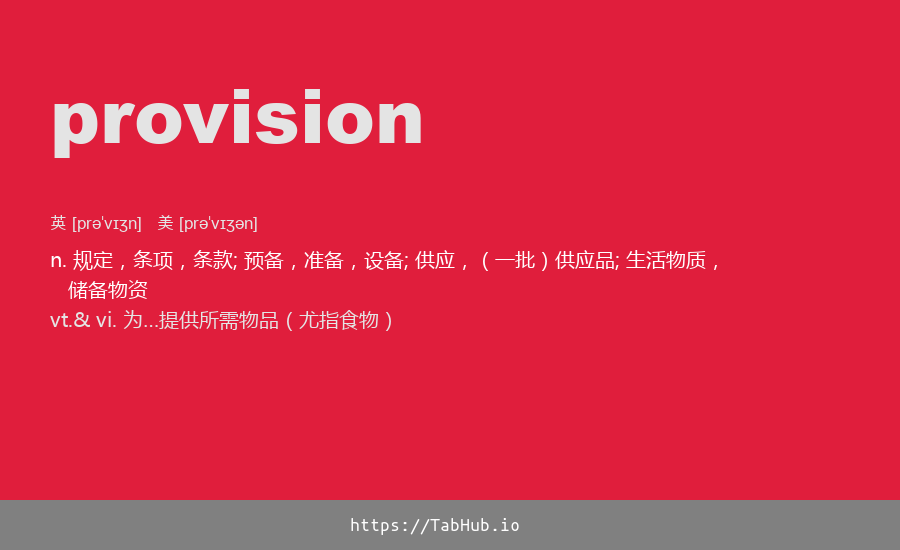 provision
英 [prəˈvɪʒn] 美 [prəˈvɪʒən]
n. 规定，条项，条款; 预备，准备，设备; 供应，（一批）供应品; 生活物质，
储备物资
vt.& vi. 为…提供所需物品（尤指食物）
https://TabHub.io